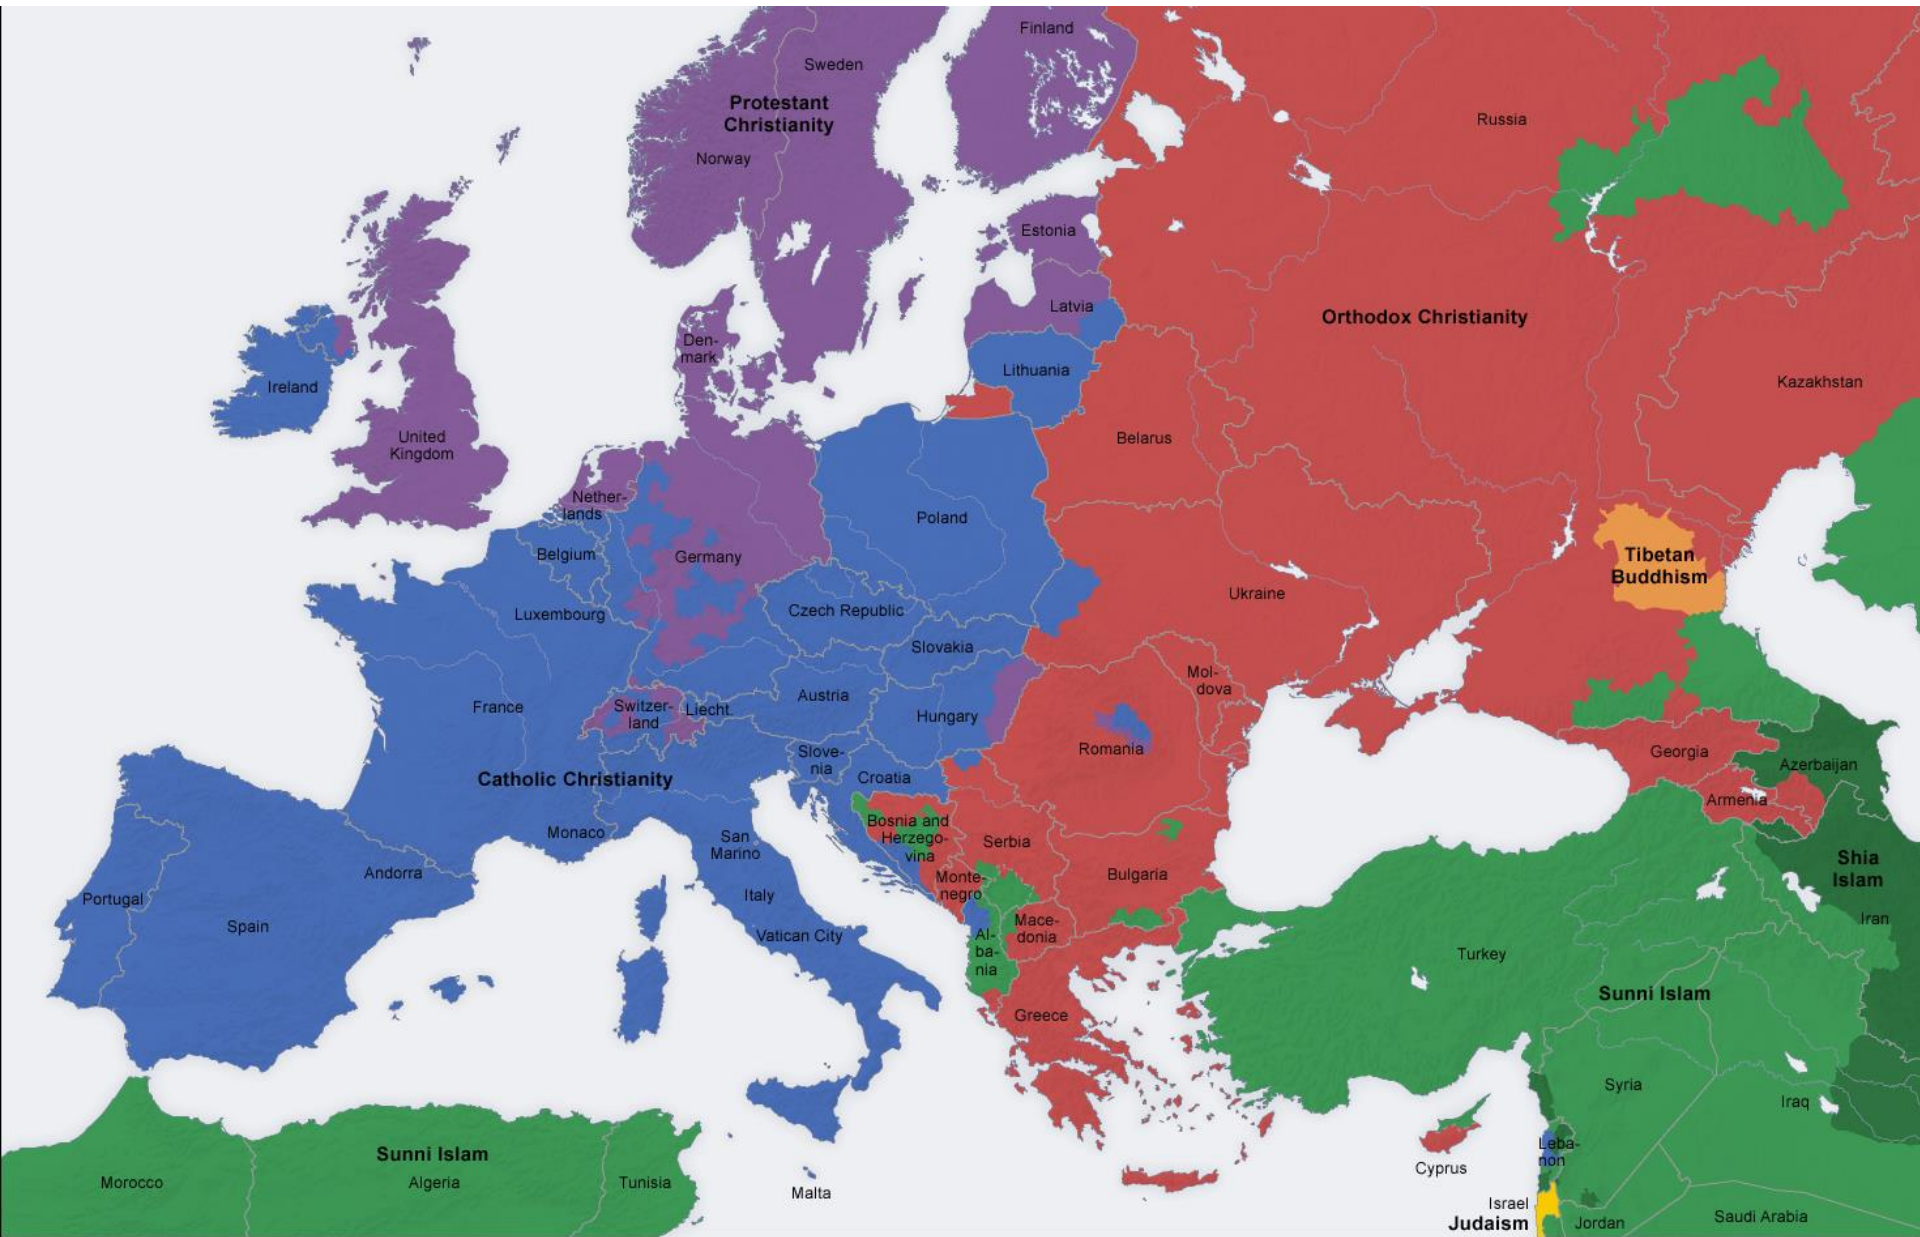 Finland
Sweden
Protestant
Christianity
Norway
Russia
Estonia
Latvia
Orthodox Christianity
Den-
mark
Lithuania
Ireland
Kazakhstan
United
Kingdom
Belarus
Nether-
lands
Poland
Belgium
Germany
Tibetan
Buddhism
Ukraine
Luxembourg
Czech Republic
Slovakia
Mol-
dova
Austria
France
Switzer-
land
Liecht.
Hungary
Romania
Slove-
nia
Georgia
Azerbaijan
Catholic Christianity
Croatia
Armenia
Monaco
San
Marino
Bosnia and
Herzego-
vina
Serbia
Shia
Islam
Andorra
Monte-
negro
Bulgaria
Portugal
Italy
Spain
Mace-
donia
Iran
Vatican City
Al-
ba-
nia
Turkey
Sunni Islam
Greece
Syria
Iraq
Sunni Islam
Leba-
non
Cyprus
Morocco
Algeria
Tunisia
Malta
Israel
Judaism
Jordan
Saudi Arabia